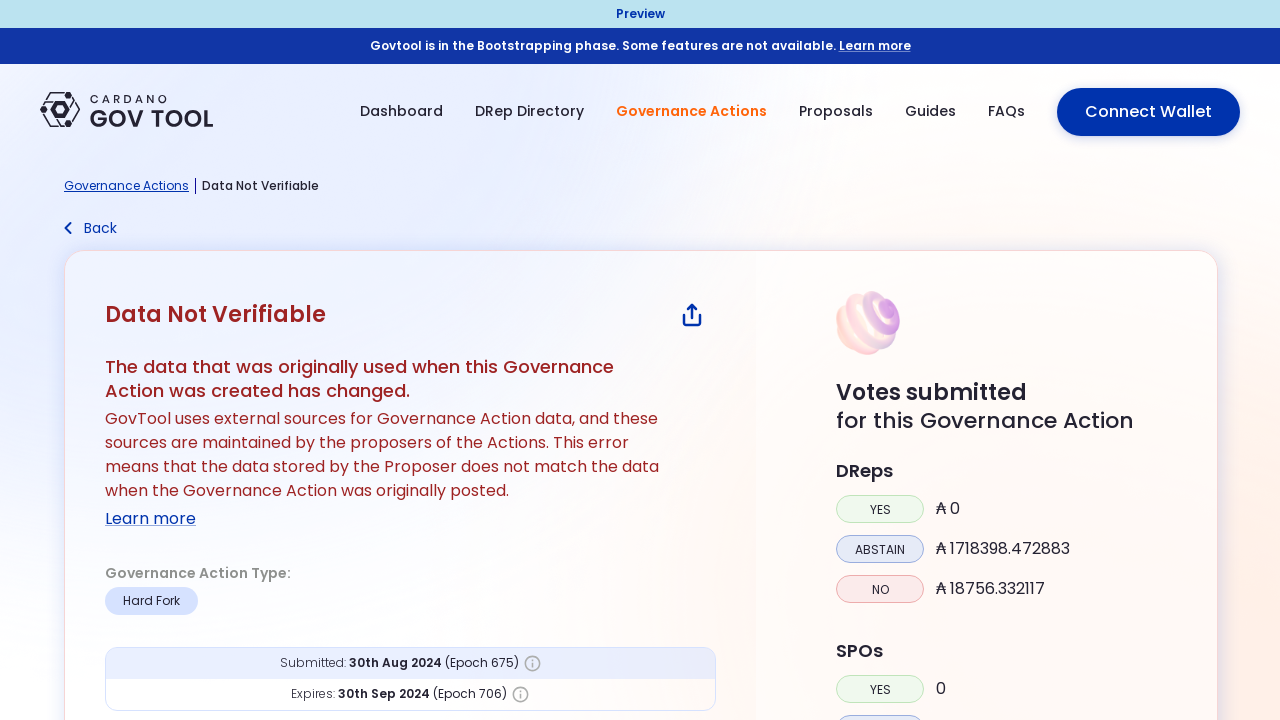 Preview
Govtool is in the Bootstrapping phase. Some features are not available. Learn more
CARDANO
GOV TOOL
Dashboard
DRep Directory
Governance Actions
Proposals
Guides
FAQs
Connect Wallet
Governance Actions | Data Not Verifiable
Back
Data Not Verifiable
The data that was originally used when this Governance
Action was created has changed.
GovTool uses external sources for Governance Action data, and these
sources are maintained by the proposers of the Actions. This error
means that the data stored by the Proposer does not match the data
when the Governance Action was originally posted.
Learn more
Governance Action Type:
Hard Fork
Submitted: 30th Aug 2024 (Epoch 675)
Expires: 30th Sep 2024 (Epoch 706)
Votes submitted
for this Governance Action
DReps
YES ₳ 0
ABSTAIN ₳ 1718398.472883
NO ₳ 18756.332117
SPOs
YES 0